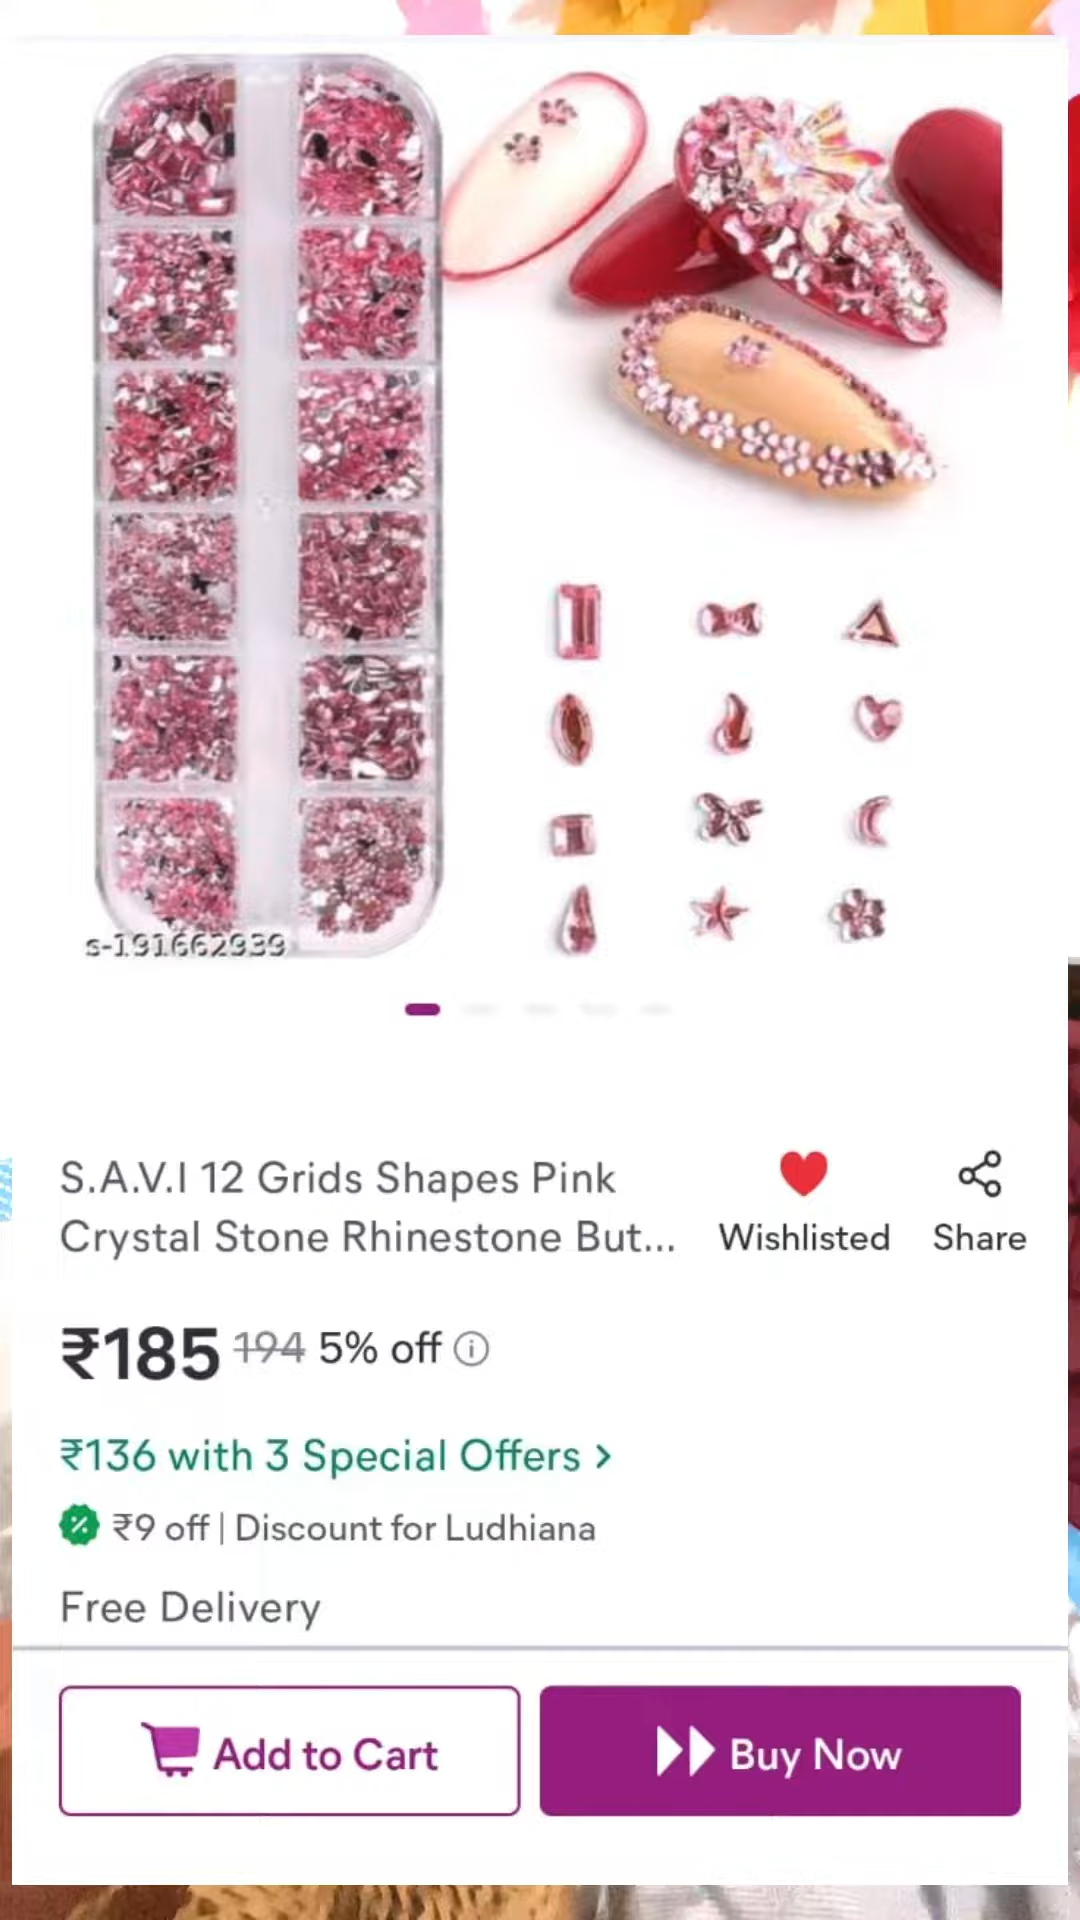 s-191662939
S.A.V.I 12 Grids Shapes Pink
Crystal Stone Rhinestone But...
Wishlisted
Share
₹185 194 5% off
₹136 with 3 Special Offers >
₹9 off | Discount for Ludhiana
Free Delivery
Add to Cart
Buy Now